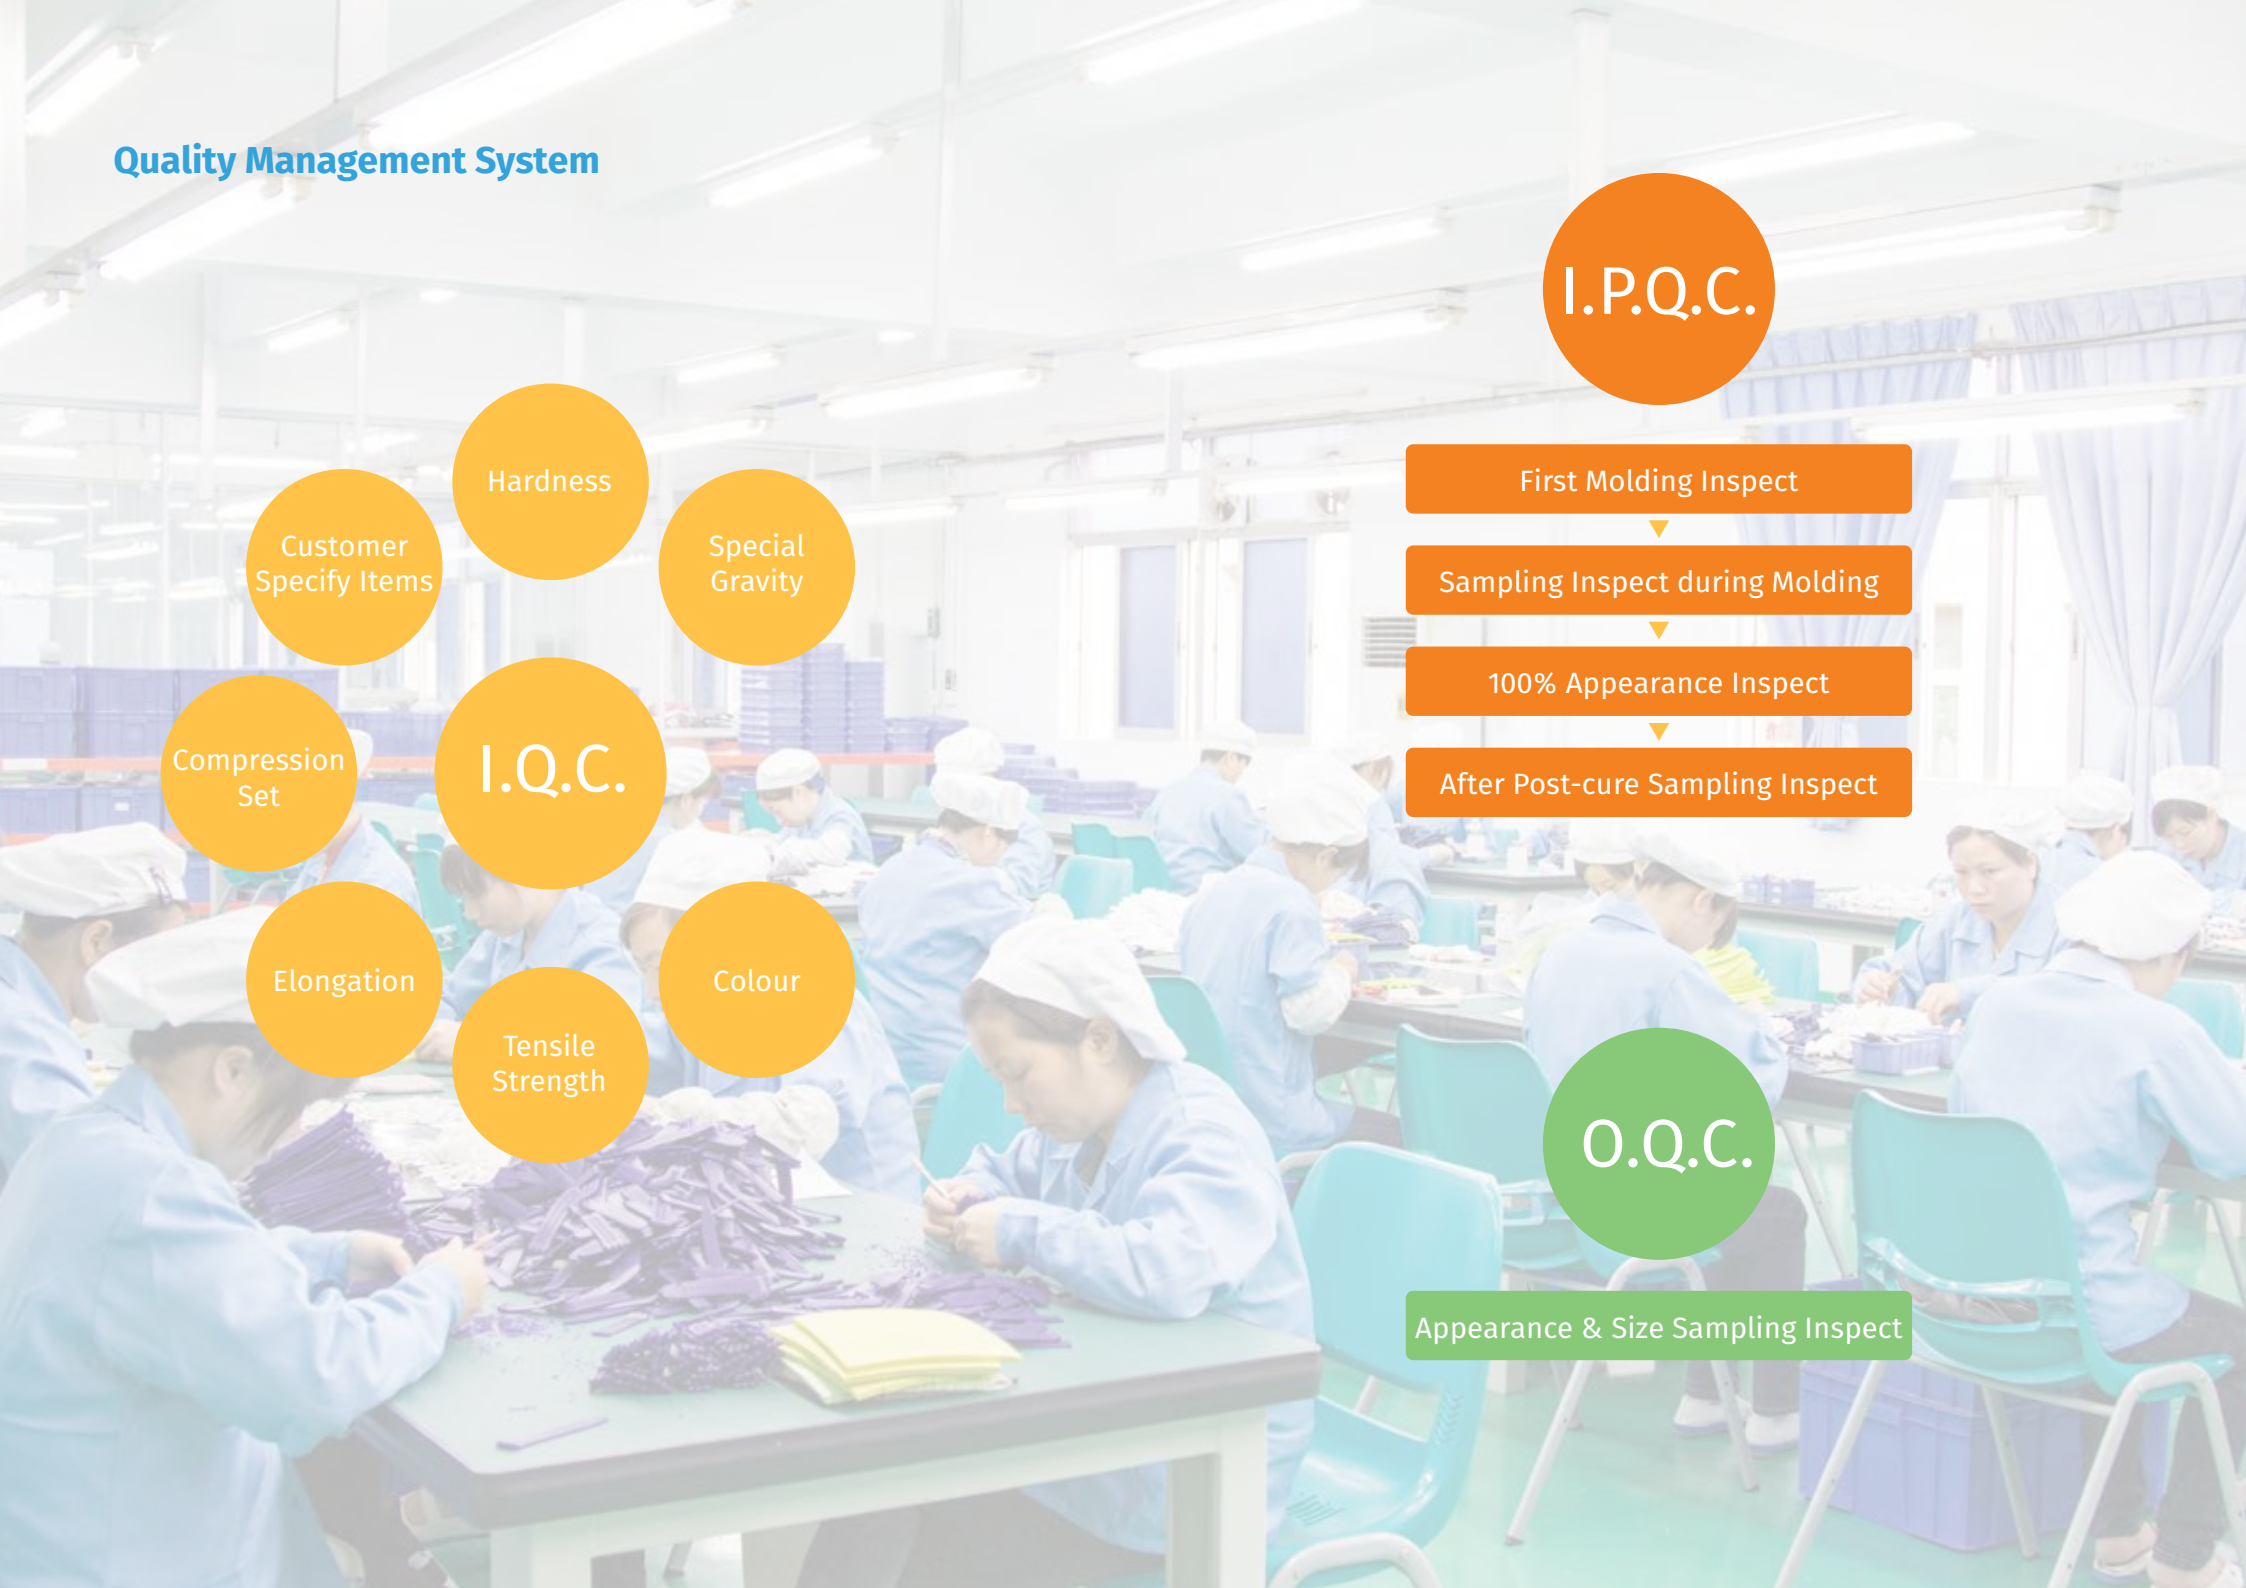 Quality Management System
I.Q.C.
Hardness
Special
Gravity
Colour
Tensile
Strength
Elongation
Compression
Set
Customer
Specify Items
I.P.Q.C.
First Molding Inspect
Sampling Inspect during Molding
100% Appearance Inspect
After Post-cure Sampling Inspect
O.Q.C.
Appearance & Size Sampling Inspect